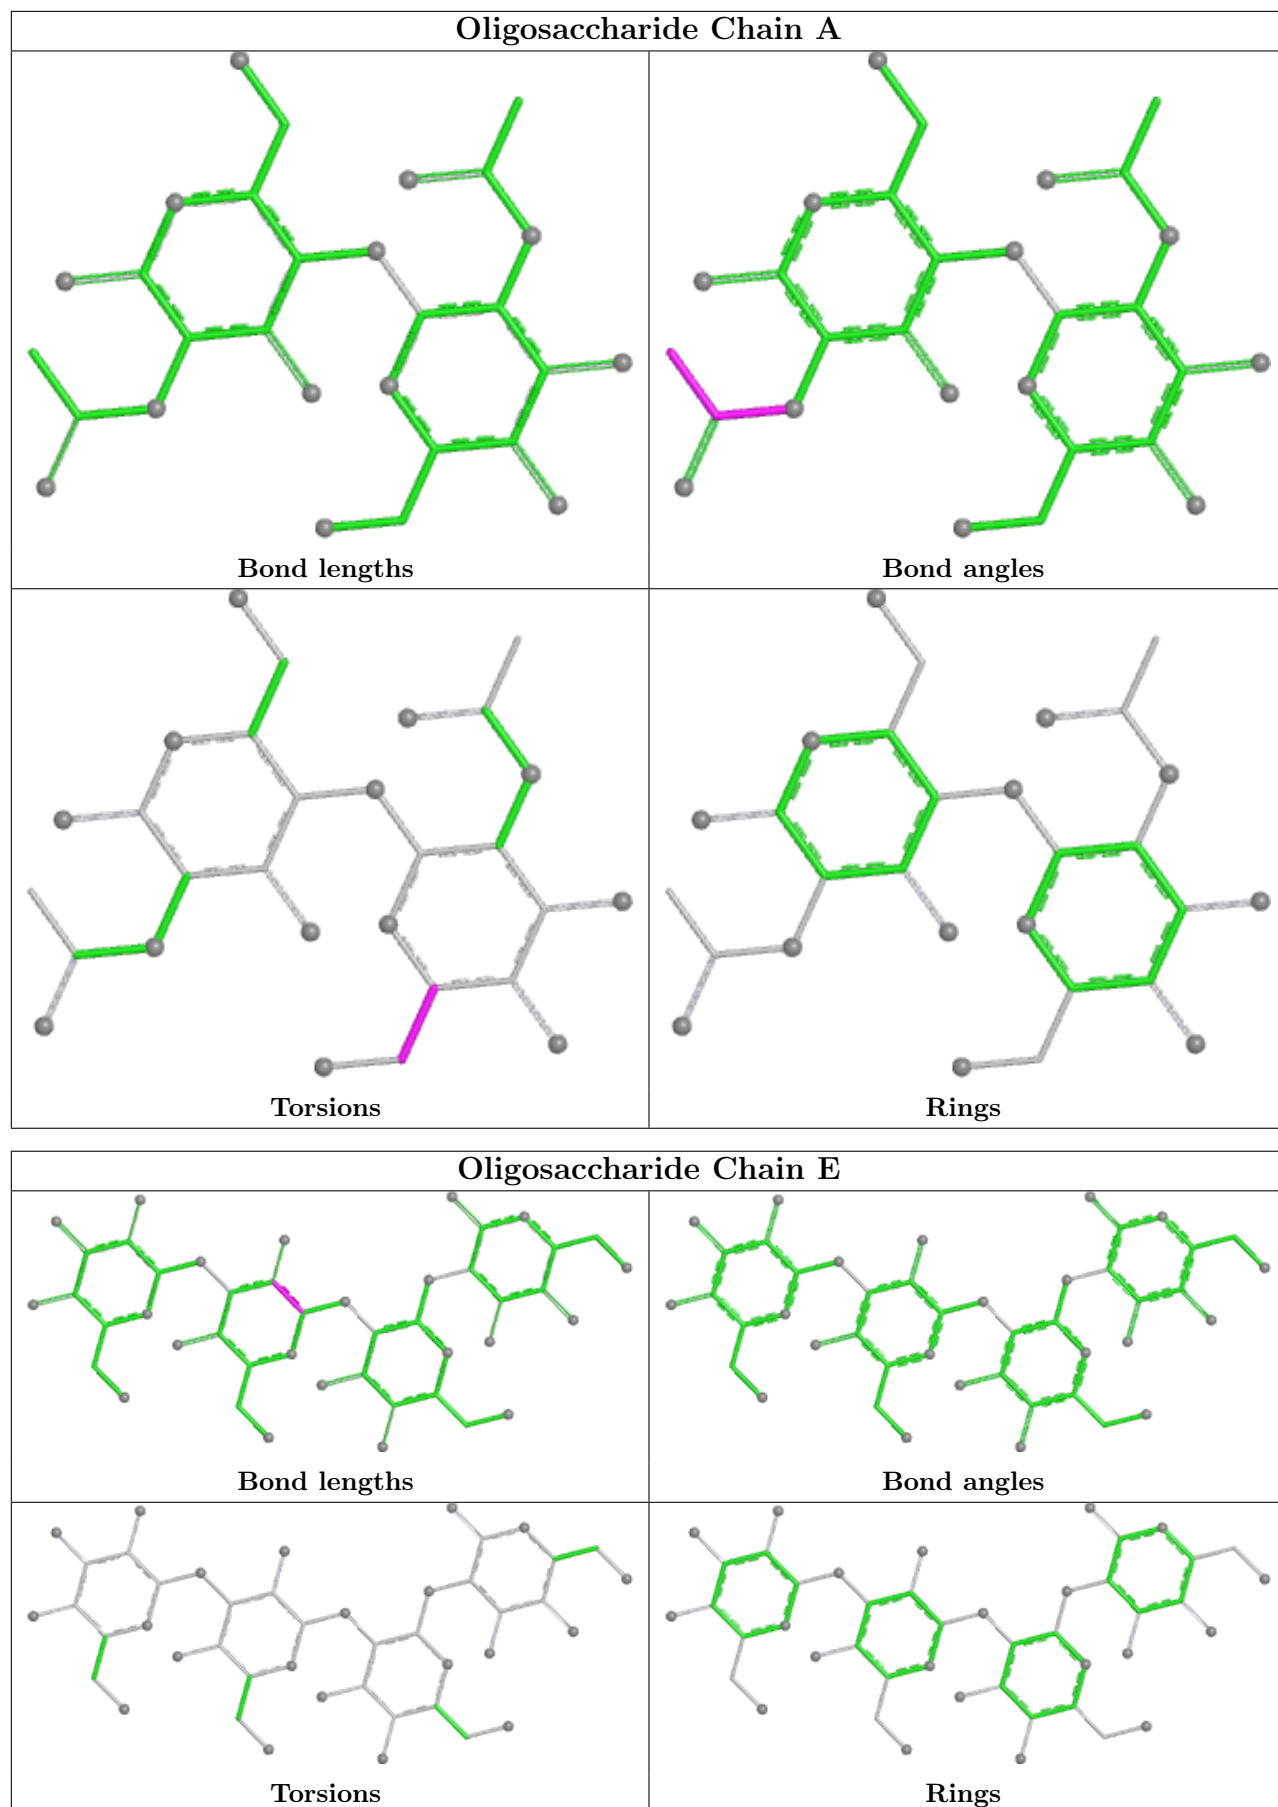 Oligosaccharide Chain A
Bond lengths
Bond angles
Torsions
Rings
Oligosaccharide Chain E
Bond lengths
Bond angles
Torsions
Rings